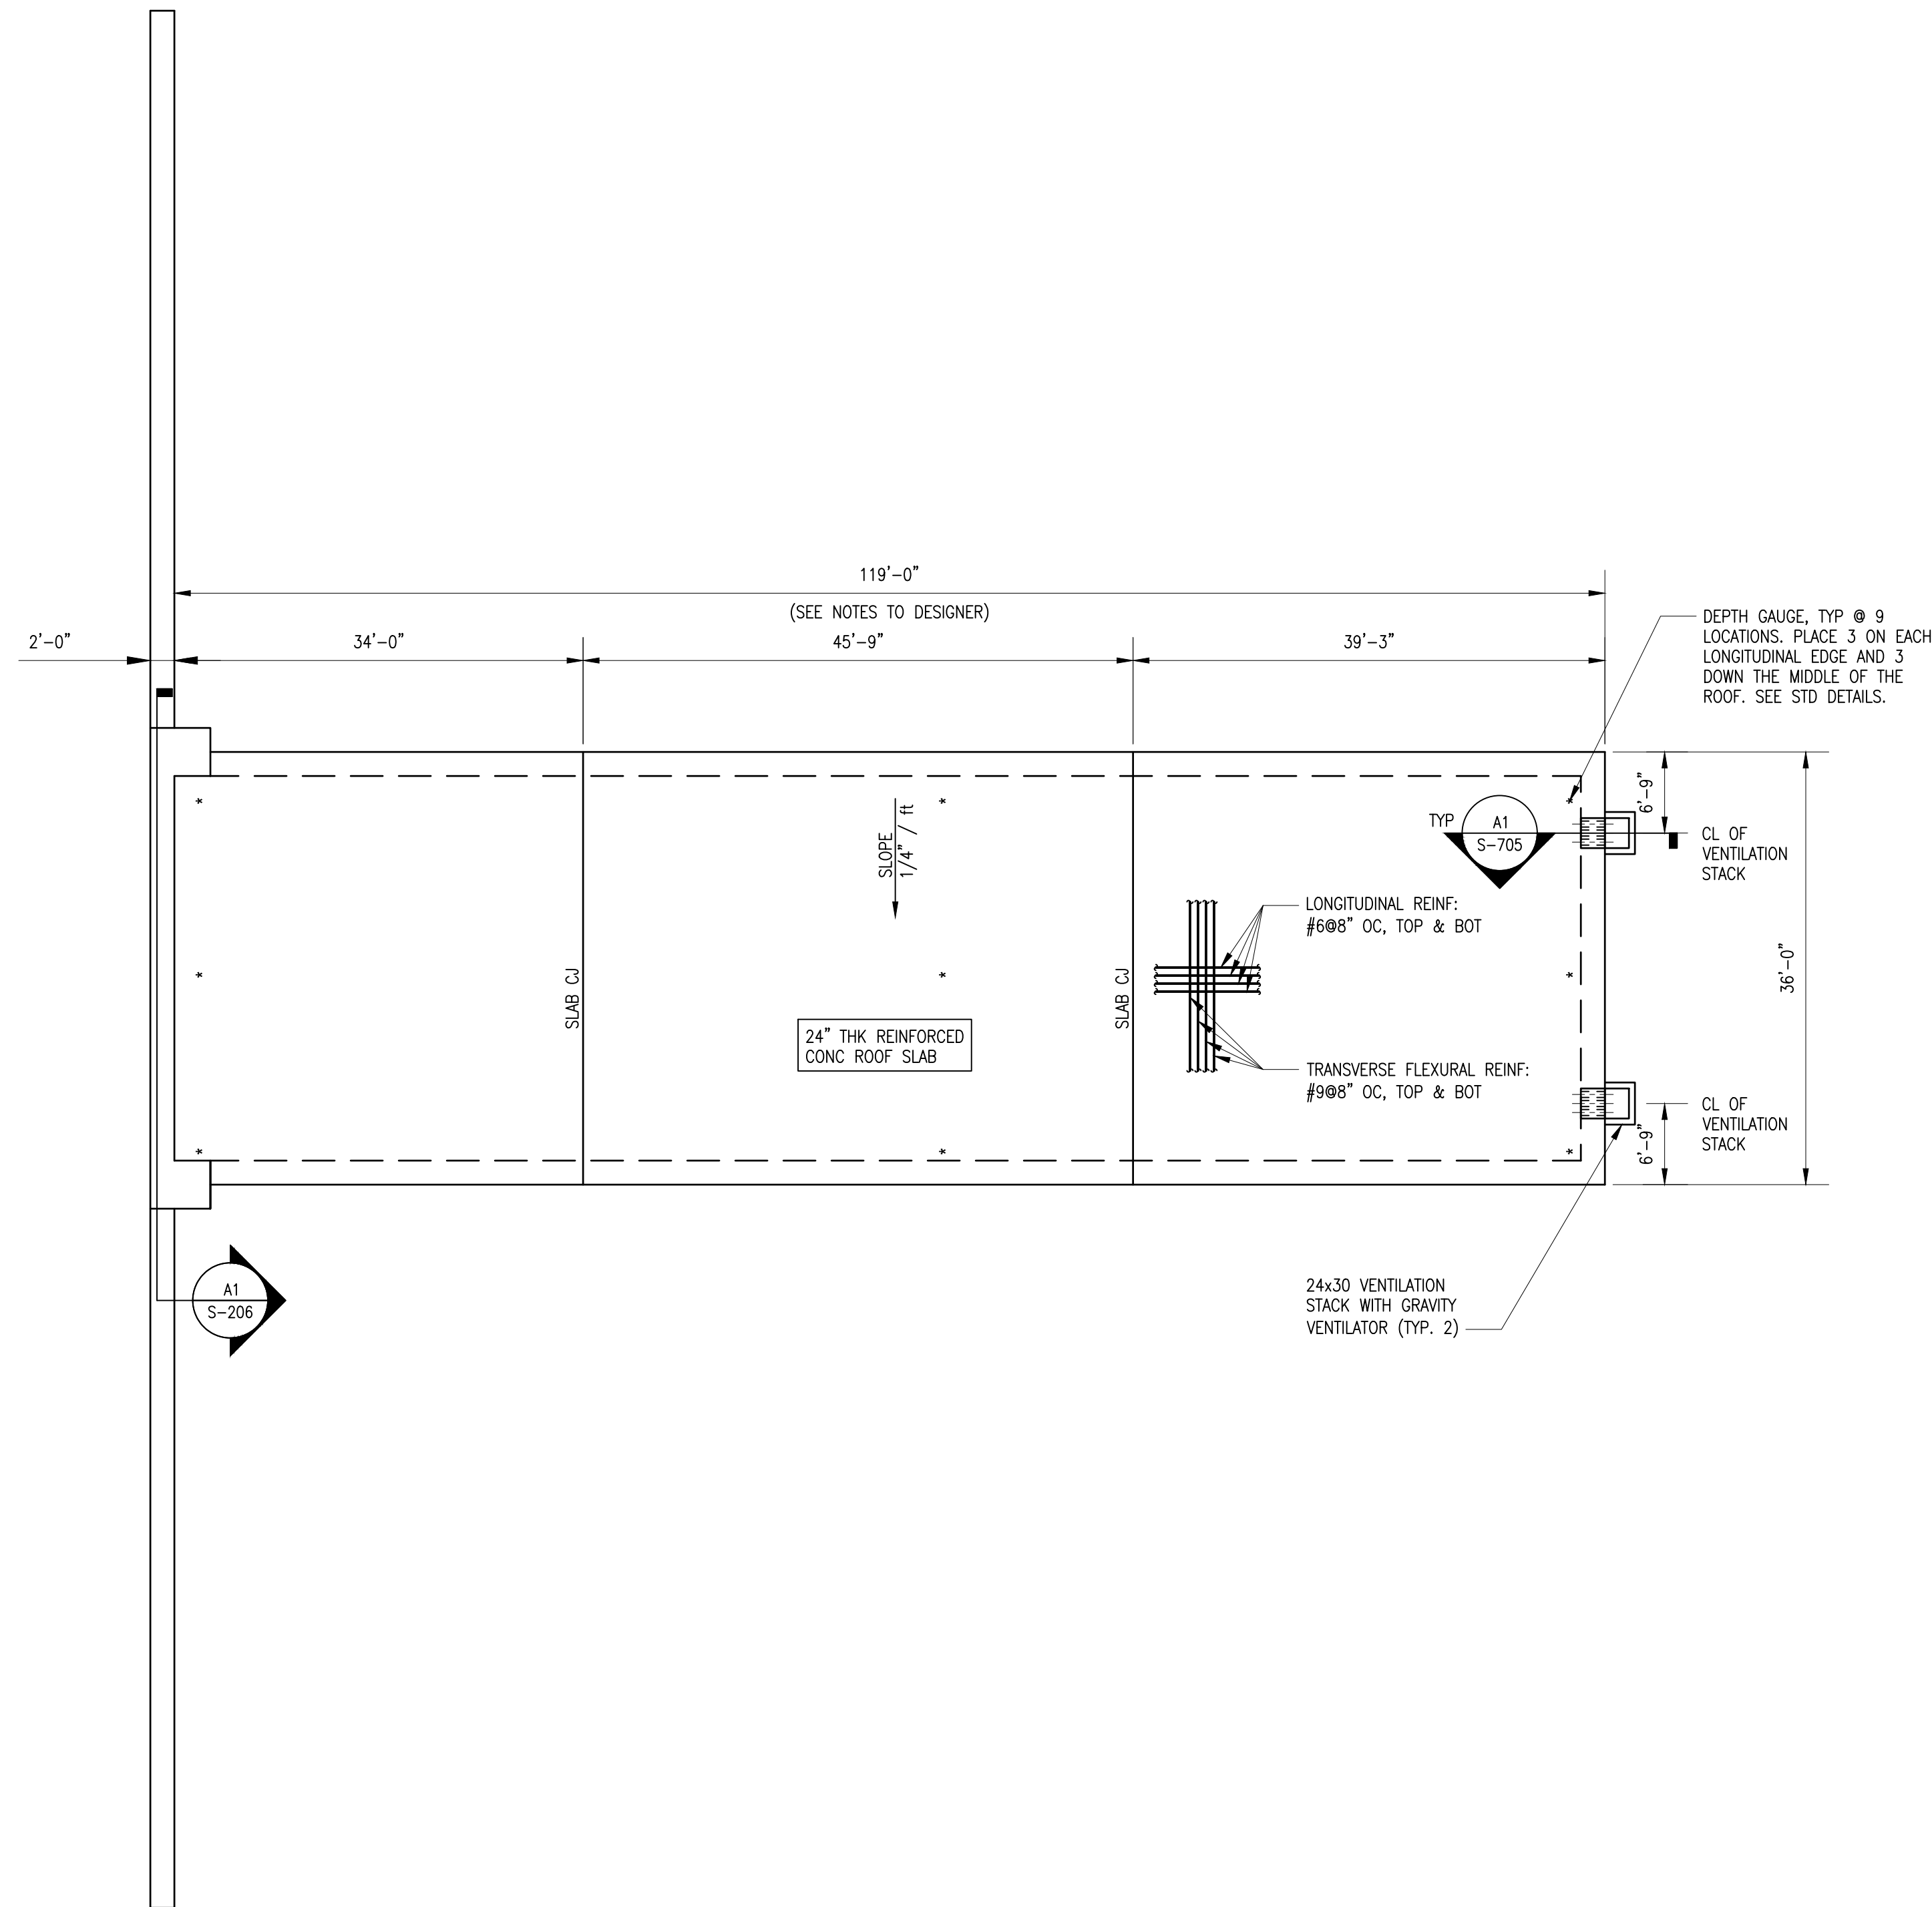 119'-0"
(SEE NOTES TO DESIGNER)
2'-0"
34'-0"
45'-9"
39'-3"
DEPTH GAUGE, TYP @ 9
LOCATIONS. PLACE 3 ON EACH
LONGITUDINAL EDGE AND 3
DOWN THE MIDDLE OF THE
ROOF. SEE STD DETAILS.
6'-9"
SLOPE
1/4" / ft
TYP
A1
S-705
CL OF
VENTILATION
STACK
LONGITUDINAL REINF:
#6@8" OC, TOP & BOT
36'-0"
SLAB CJ
SLAB CJ
24" THK REINFORCED
CONC ROOF SLAB
TRANSVERSE FLEXURAL REINF:
#9@8" OC, TOP & BOT
CL OF
VENTILATION
STACK
6'-9"
A1
S-206
24x30 VENTILATION
STACK WITH GRAVITY
VENTILATOR (TYP. 2)